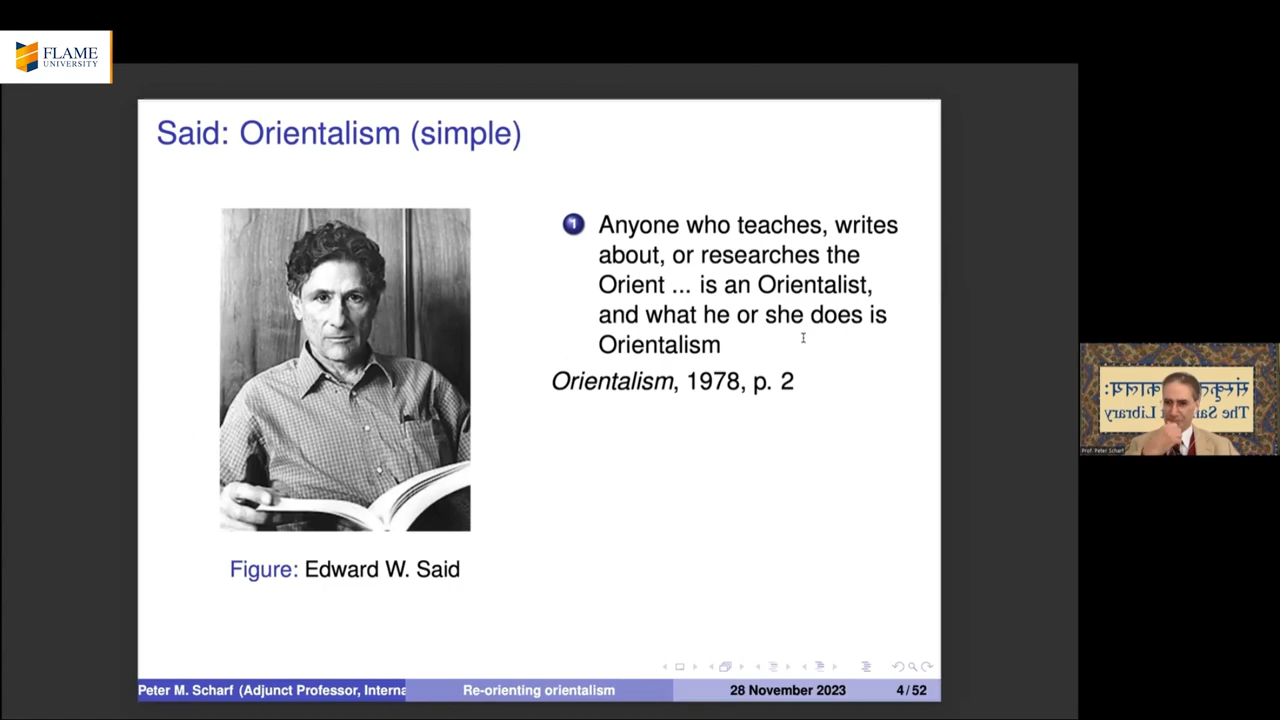 FLAME
UNIVERSITY
Said: Orientalism (simple)
1 Anyone who teaches, writes
about, or researches the
Orient ... is an Orientalist,
and what he or she does is
Orientalism
Orientalism, 1978, p. 2
Figure: Edward W. Said
The San Library
Prof. Peter Scharf
Peter M. Scharf (Adjunct Professor, Interna
Re-orienting orientalism
28 November 2023
4/52